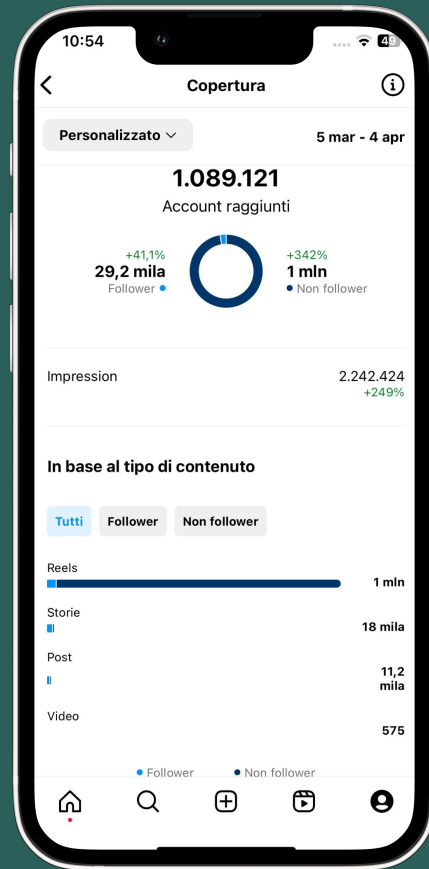 10:54
49
Copertura
Personalizzato
5 mar - 4 apr
1.089.121
Account raggiunti
+41,1%
29,2 mila
Follower
+342%
1 mln
Non follower
Impression
2.242.424
+249%
In base al tipo di contenuto
Tutti Follower Non follower
Reels
1 mln
Storie
18 mila
Post
11,2
mila
Video
575
Follower Non follower